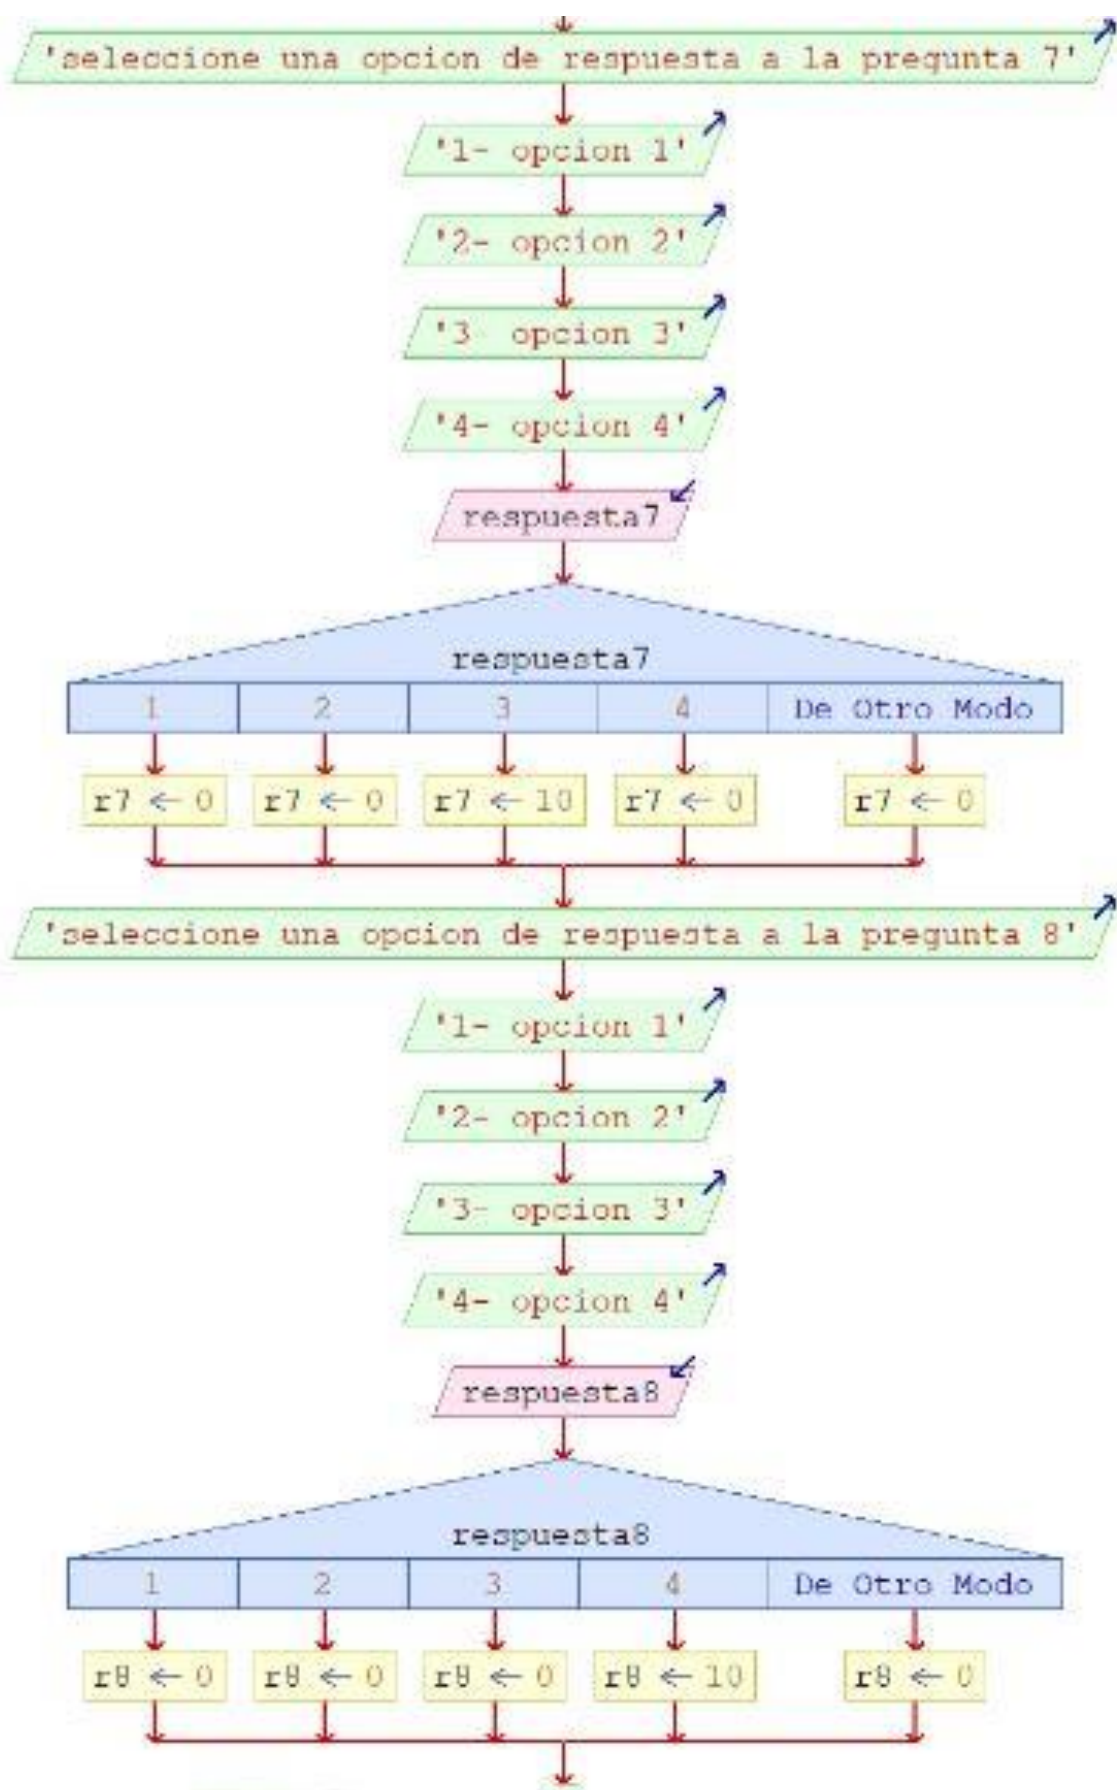 'seleccione una opcion de respuesta a la pregunta 7'
'1- opcion 1'
'2- opcion 2'
'3- opcion 3'
'4- opcion 4'
respuesta7
respuesta7
1 2 3 4 De Otro Modo
r7 ← 0 r7 ← 0 r7 ← 10 r7 ← 0 r7 ← 0
'seleccione una opcion de respuesta a la pregunta 8'
'1- opcion 1'
'2- opcion 2'
'3- opcion 3'
'4- opcion 4'
respuesta8
respuesta8
1 2 3 4 De Otro Modo
r8 ← 0 r8 ← 0 r8 ← 0 r8 ← 10 r8 ← 0